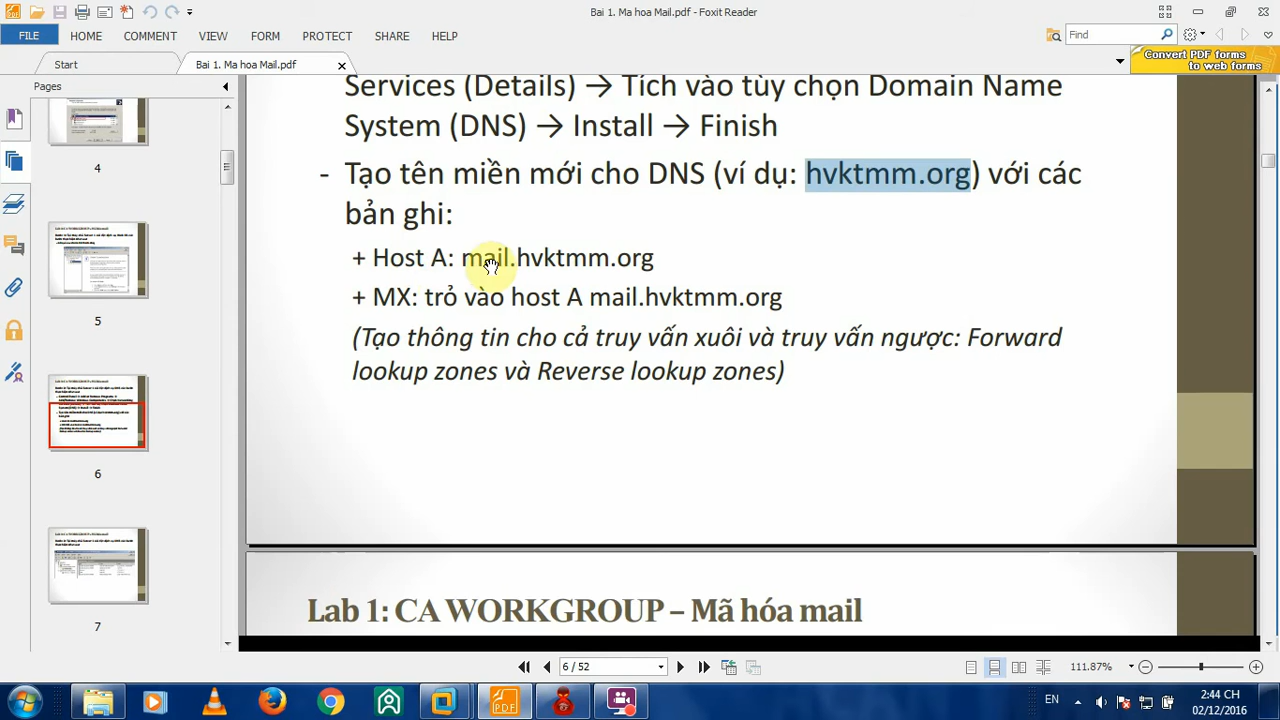 Bai 1. Ma hoa Mail.pdf - Foxit Reader
FILE HOME COMMENT VIEW FORM PROTECT SHARE HELP
Find
Start
Bai 1. Ma hoa Mail.pdf
Convert PDF forms
to web forms
Pages
4
5
6
7
Services (Details) → Tích vào tùy chọn Domain Name
System (DNS) → Install → Finish
- Tạo tên miền mới cho DNS (ví dụ: hvktmm.org) với các
bản ghi:
+ Host A: mail.hvktmm.org
+ MX: trỏ vào host A mail.hvktmm.org
(Tạo thông tin cho cả truy vấn xuôi và truy vấn ngược: Forward
lookup zones và Reverse lookup zones)
Lab 1: CA WORKGROUP – Mã hóa mail
6 / 52
111.87%
PDF
EN
2:44 CH
02/12/2016